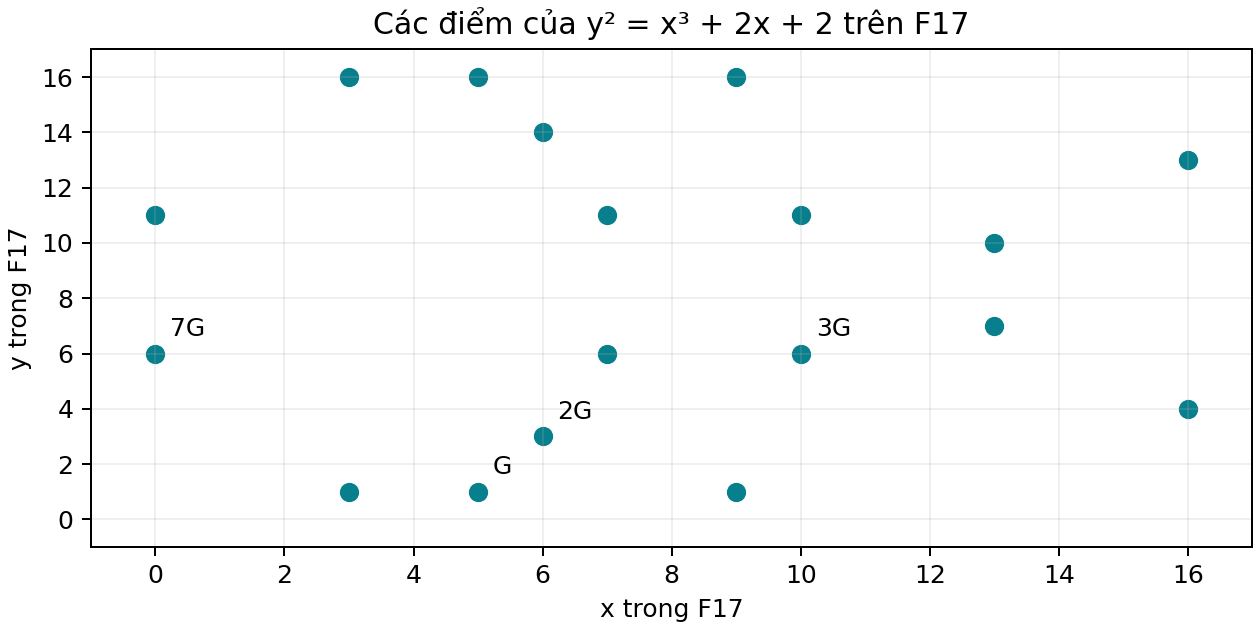 Các điểm của y² = x³ + 2x + 2 trên F17
y trong F17
16
14
12
10
8
6
4
2
0
7G
3G
2G
G
0 2 4 6 8 10 12 14 16
x trong F17